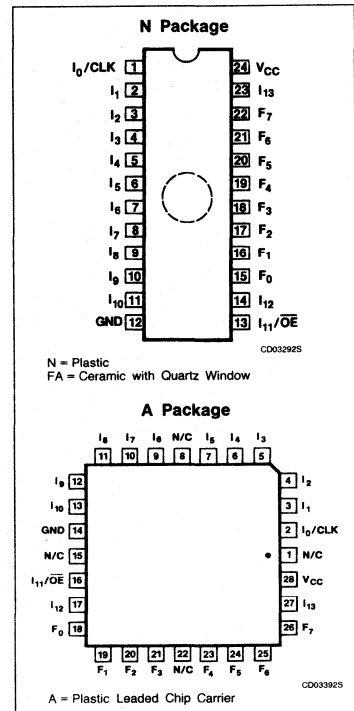 N Package
I0/CLK 1 24 VCC
I1 2 23 I13
I2 3 22 F7
I3 4 21 F6
I4 5 20 F5
I5 6 19 F4
I6 7 18 F3
I7 8 17 F2
I8 9 16 F1
I9 10 15 F0
I10 11 14 I12
GND 12 13 I11/O̅E̅
CD03292S
N = Plastic
FA = Ceramic with Quartz Window
A Package
I8 I7 I6 N/C I5 I4 I3
11 10 9 8 7 6 5
I9 12 4 I2
I10 13 3 I1
GND 14 2 I0/CLK
N/C 15 1 N/C
I11/O̅E̅ 16 28 VCC
I12 17 27 I13
F0 18 26 F7
19 20 21 22 23 24 25
F1 F2 F3 N/C F4 F5 F6
CD03392S
A = Plastic Leaded Chip Carrier